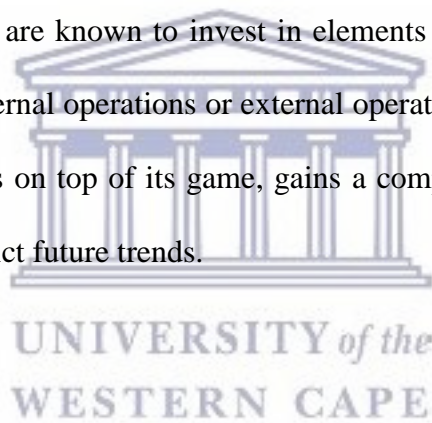 are known to invest in elements
ernal operations or external operat
s on top of its game, gains a com
ct future trends.
UNIVERSITY of the
WESTERN CAPE